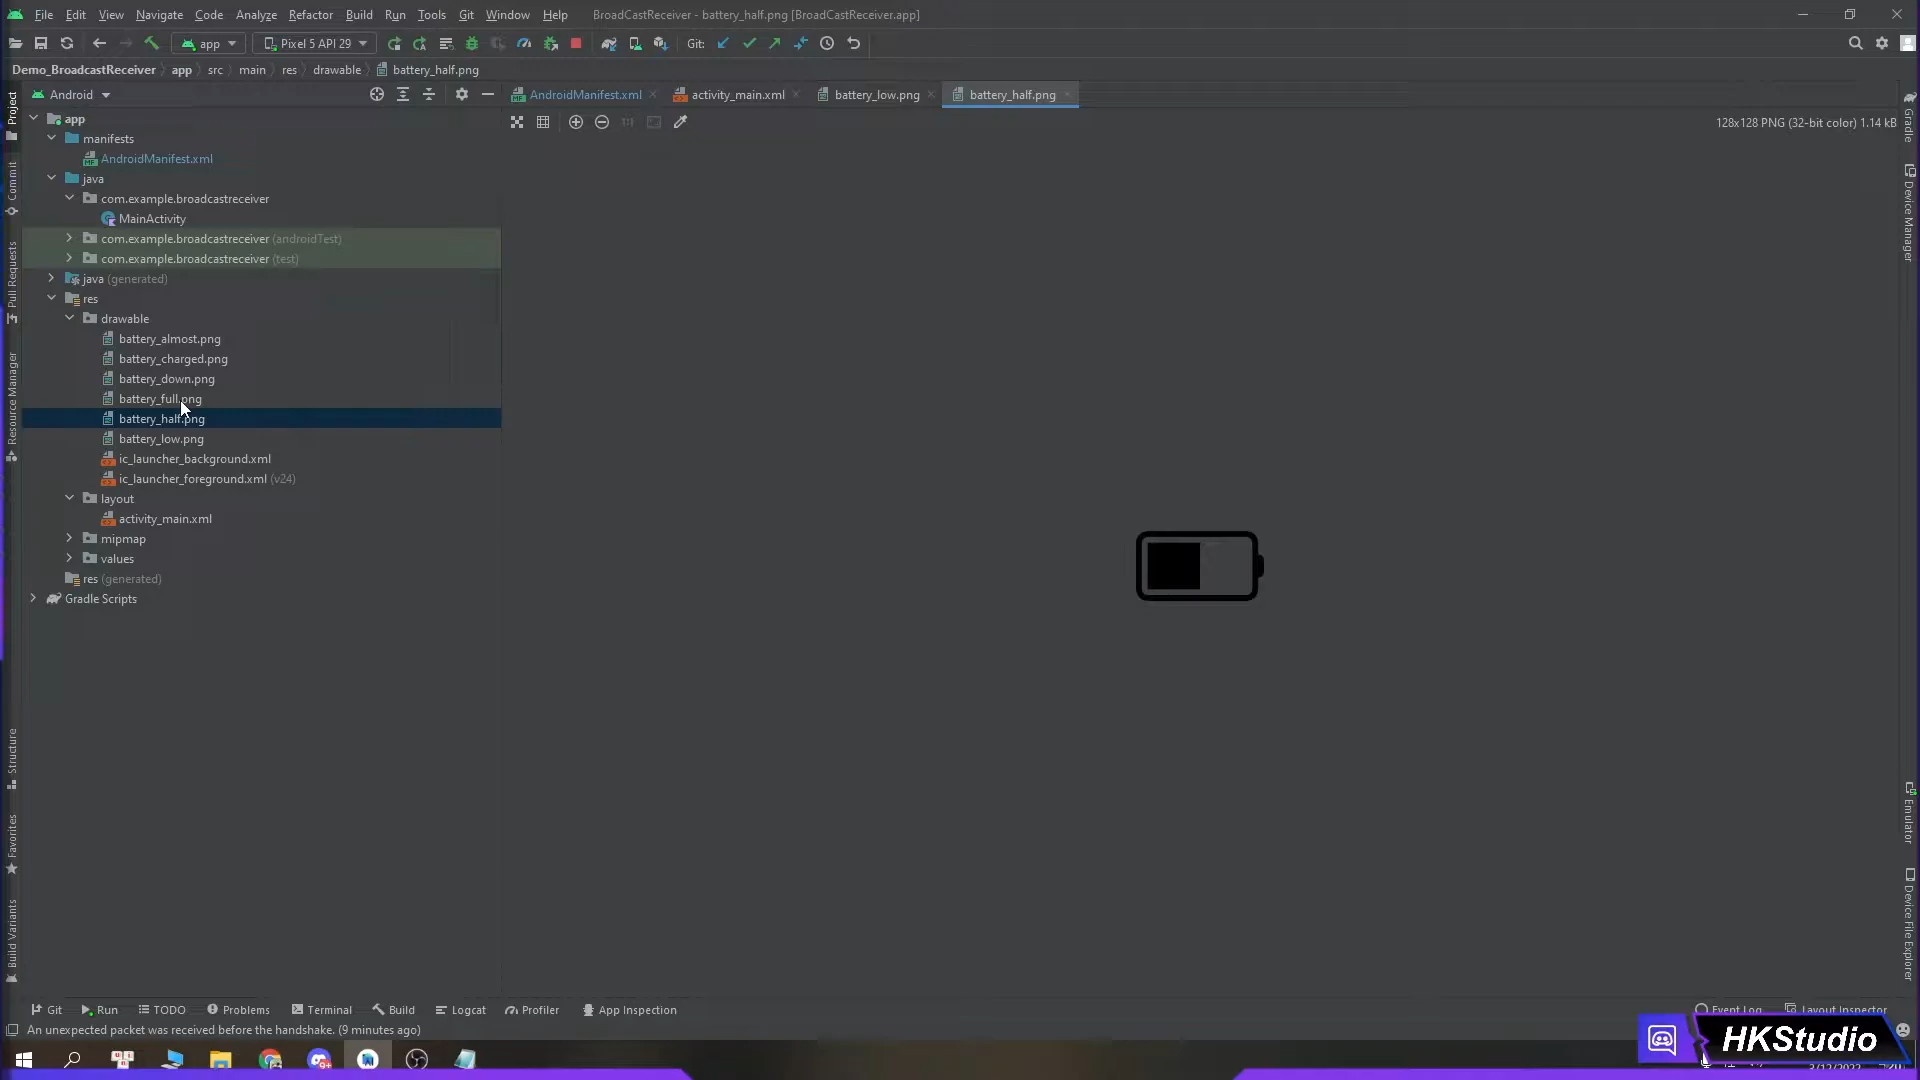 File Edit View Navigate Code Analyze Refactor Build Run Tools Git Window Help BroadCastReceiver - battery_half.png [BroadCastReceiver.app]
app Pixel 5 API 29 Git:
Demo_BroadcastReceiver app src main res drawable battery_half.png
Android
AndroidManifest.xml activity_main.xml battery_low.png battery_half.png
128x128 PNG (32-bit color) 1.14 kB
app
manifests
AndroidManifest.xml
java
com.example.broadcastreceiver
MainActivity
com.example.broadcastreceiver (androidTest)
com.example.broadcastreceiver (test)
java (generated)
res
drawable
battery_almost.png
battery_charged.png
battery_down.png
battery_full.png
battery_half.png
battery_low.png
ic_launcher_background.xml
ic_launcher_foreground.xml (v24)
layout
activity_main.xml
mipmap
values
res (generated)
Gradle Scripts
Project
Commit
Pull Requests
Resource Manager
Structure
Favorites
Build Variants
Gradle
Device Manager
Emulator
Device File Explorer
Git Run TODO Problems Terminal Build Logcat Profiler App Inspection Event Log Layout Inspector
An unexpected packet was received before the handshake. (9 minutes ago)
HKStudio
3/12/2022